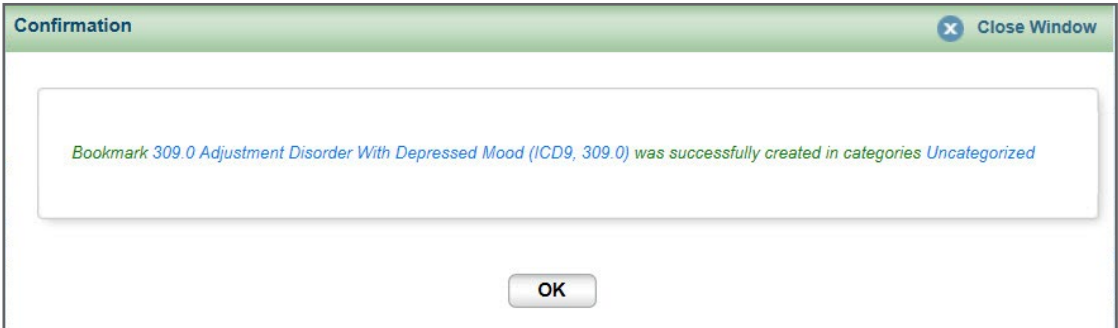 Confirmation
Close Window
Bookmark 309.0 Adjustment Disorder With Depressed Mood (ICD9, 309.0) was successfully created in categories Uncategorized
OK